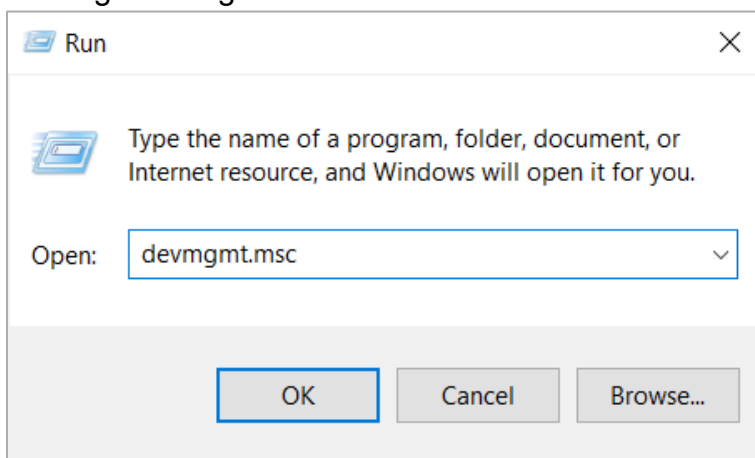 Run
Type the name of a program, folder, document, or
Internet resource, and Windows will open it for you.
Open: devmgmt.msc
OK Cancel Browse...